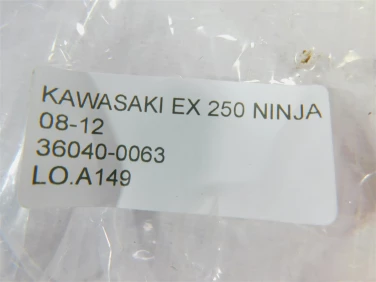 KAWASAKI EX 250 NINJA
08-12
36040-0063
LO.A149